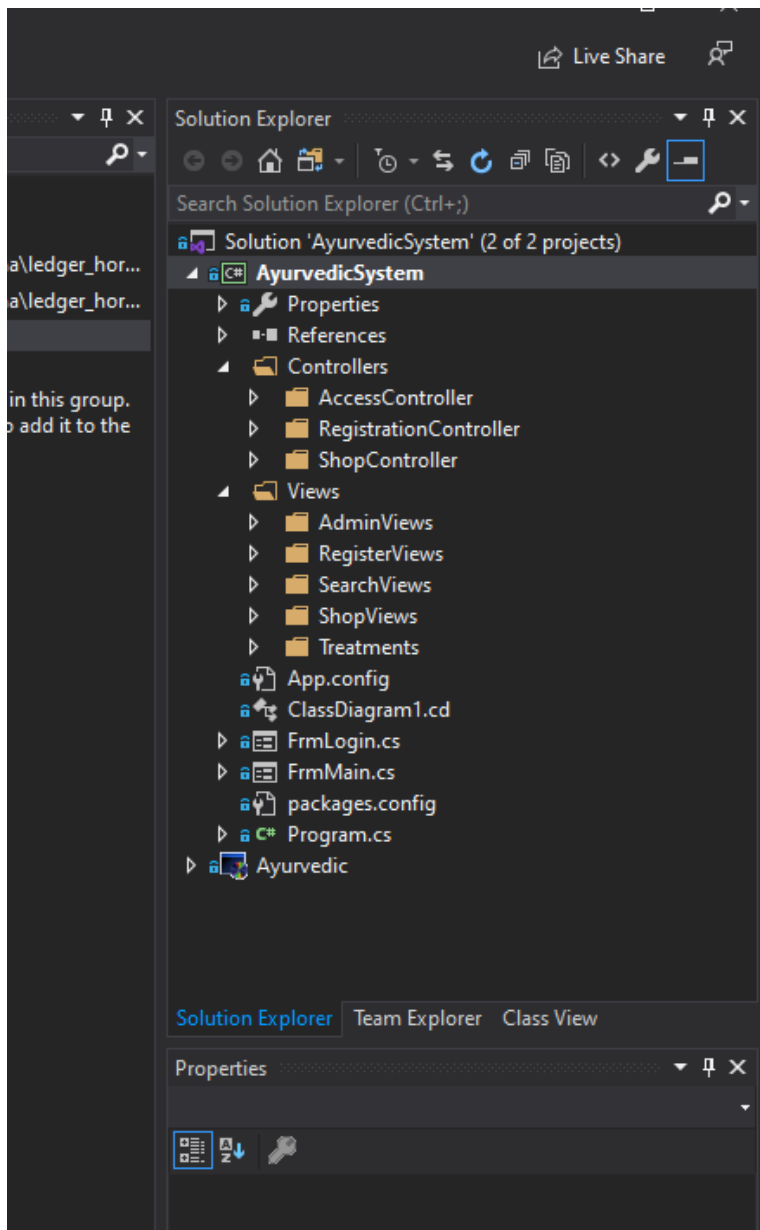 Live Share
a\ledger_hor...
a\ledger_hor...
in this group.
o add it to the
Solution Explorer
Search Solution Explorer (Ctrl+;)
Solution 'AyurvedicSystem' (2 of 2 projects)
C# AyurvedicSystem
Properties
References
Controllers
AccessController
RegistrationController
ShopController
Views
AdminViews
RegisterViews
SearchViews
ShopViews
Treatments
App.config
ClassDiagram1.cd
FrmLogin.cs
FrmMain.cs
packages.config
C# Program.cs
Ayurvedic
Solution Explorer Team Explorer Class View
Properties